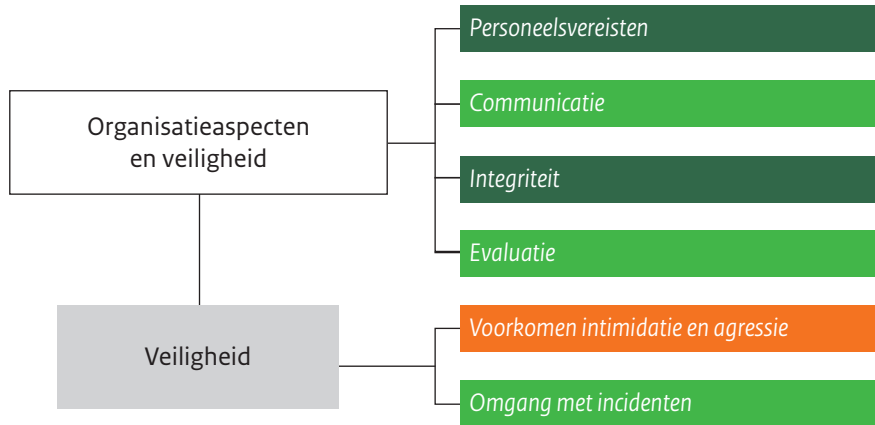 Personeelsvereisten
Communicatie
Organisatieaspecten
en veiligheid
Integriteit
Evaluatie
Voorkomen intimidatie en agressie
Veiligheid
Omgang met incidenten